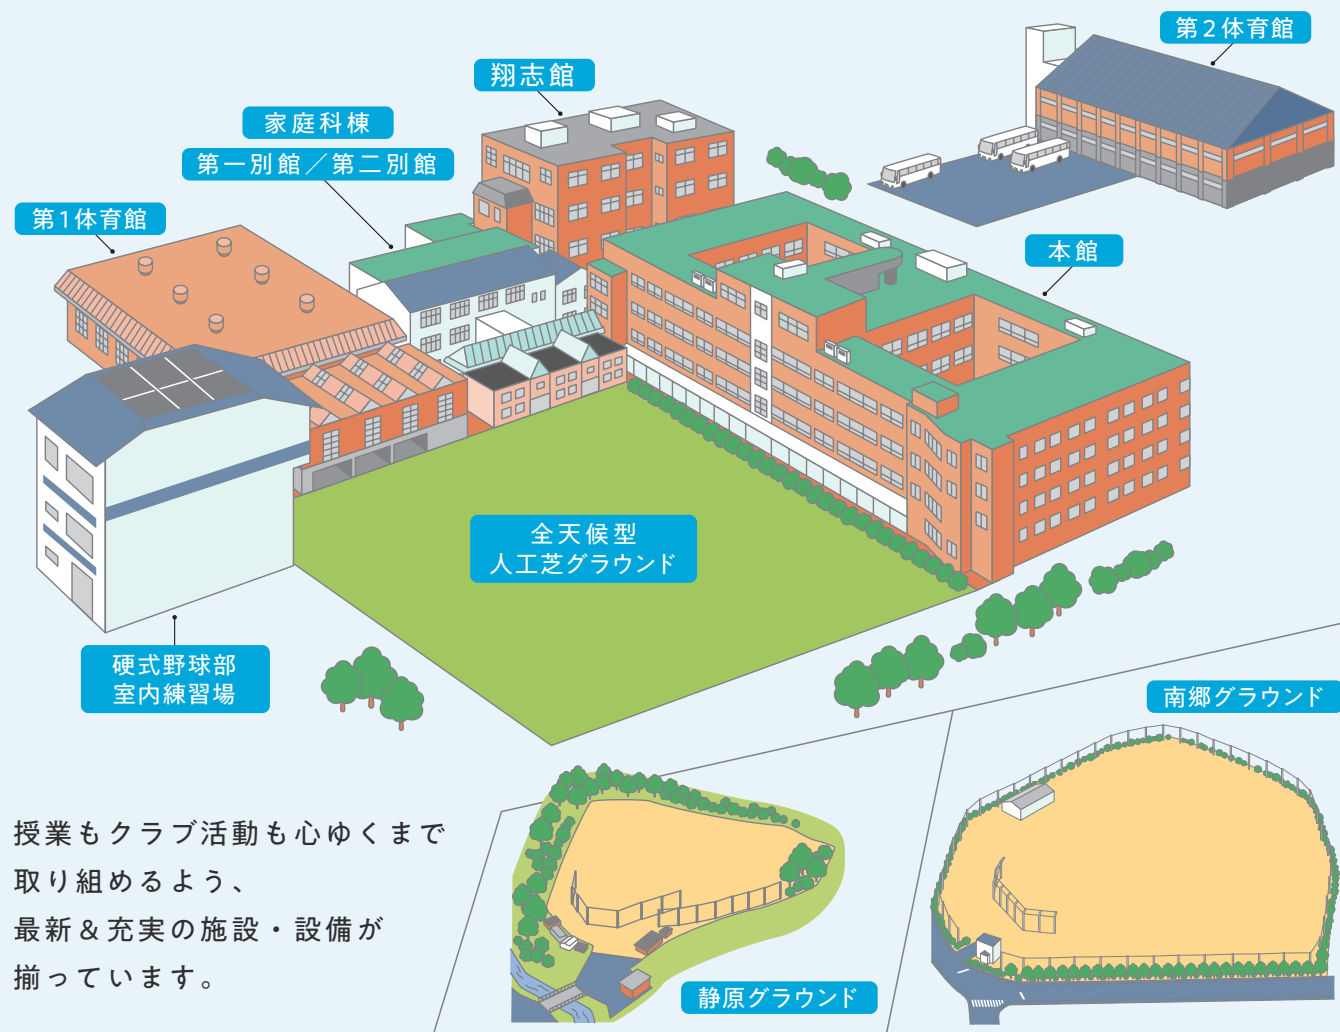 第2体育館
翔志館
家庭科棟
第一別館／第二別館
第1体育館
本館
全天候型
人工芝グラウンド
硬式野球部
室内練習場
南郷グラウンド
静原グラウンド
授業もクラブ活動も心ゆくまで
取り組めるよう、
最新＆充実の施設・設備が
揃っています。